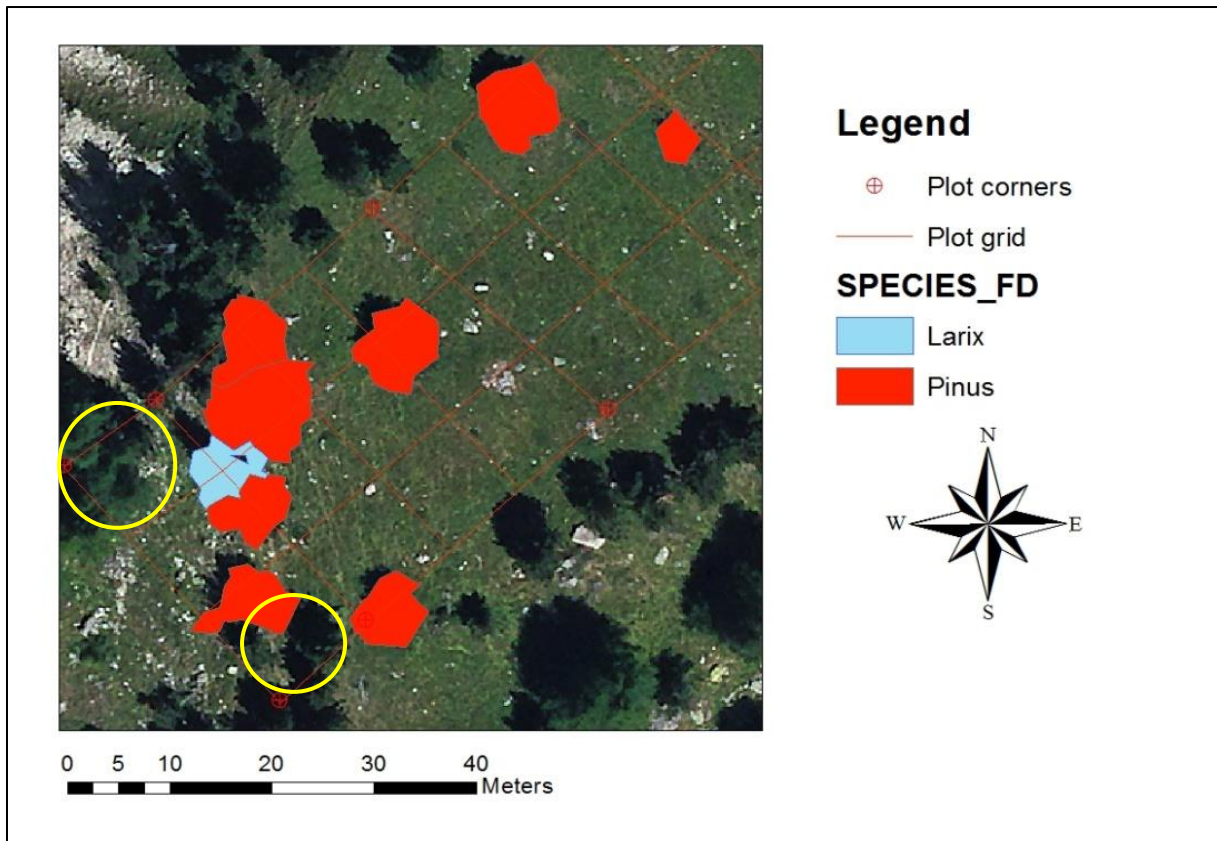 Legend
Plot corners
Plot grid
SPECIES_FD
Larix
Pinus
N
W E
S
0 5 10 20 30 40
Meters